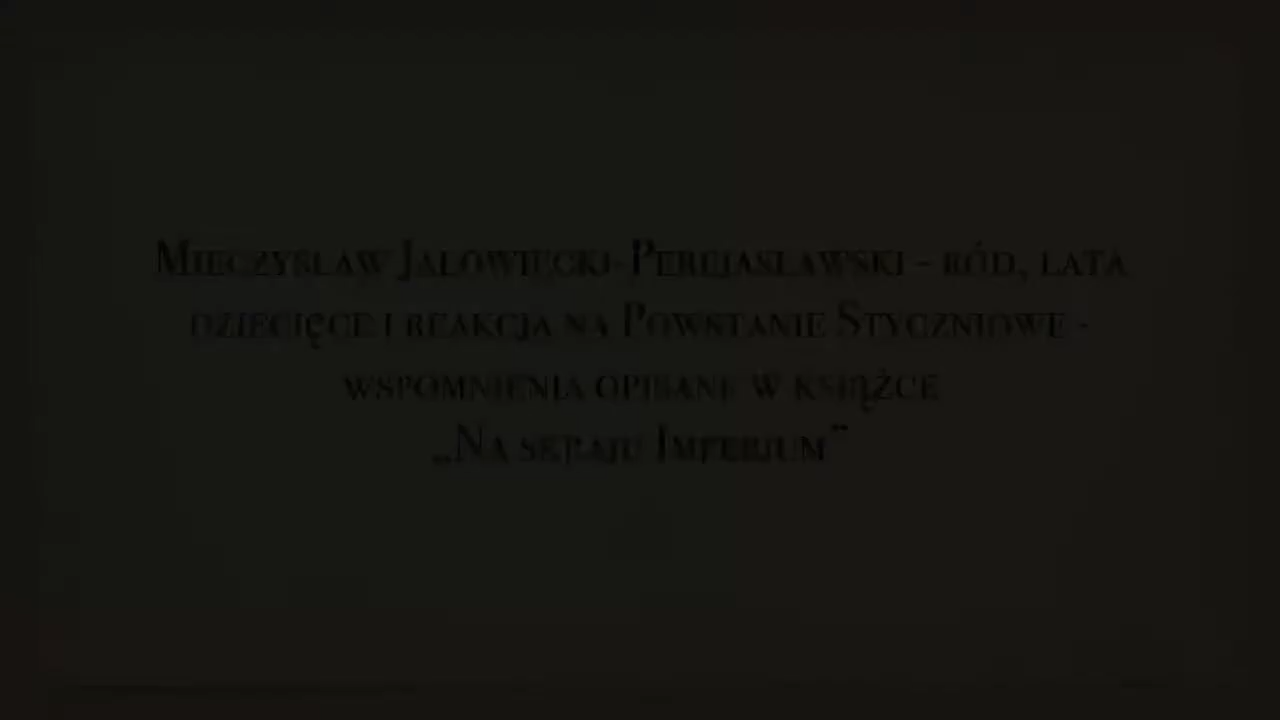 Mieczysław Jałowiecki-Perejasławski - ród, lata
dziecięce i reakcja na Powstanie Styczniowe -
wspomnienia opisane w książce
„Na skraju Imperium”